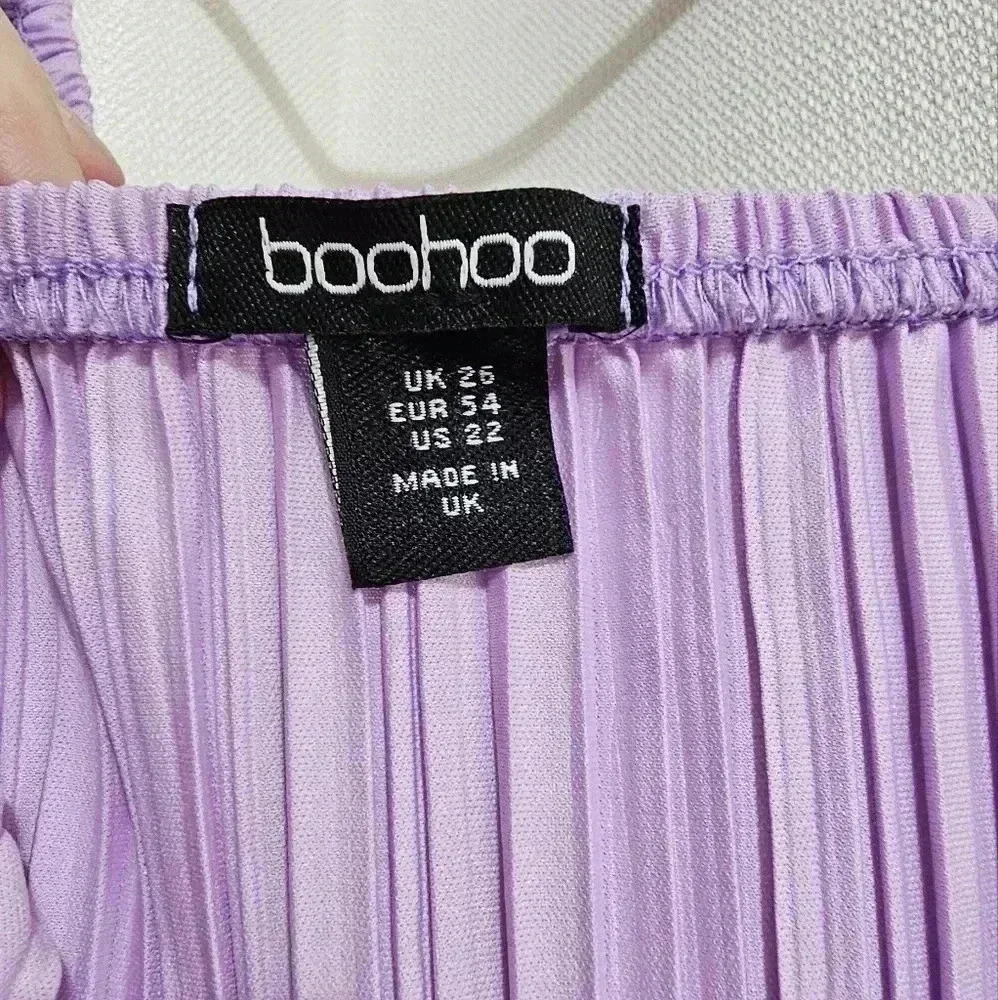 boohoo
UK 26
EUR 54
US 22
MADE IN
UK